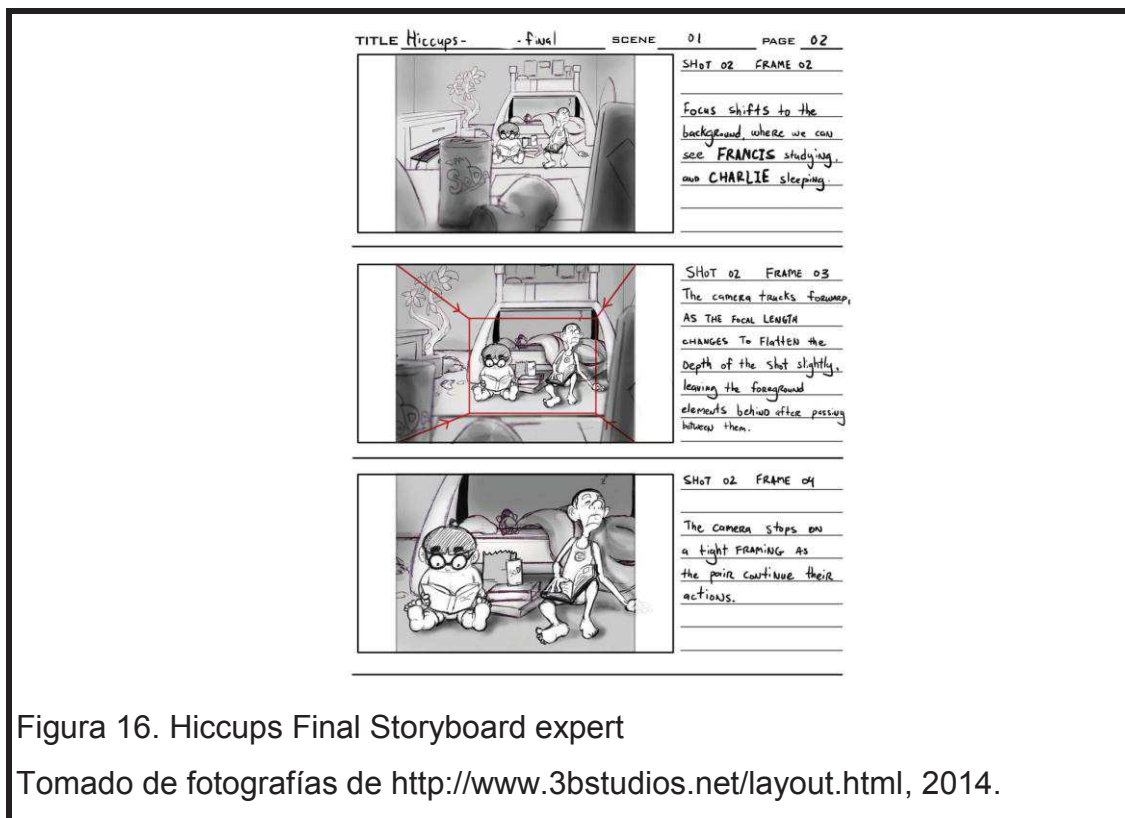 TITLE Hiccups- - final SCENE 01 PAGE 02
SHOT 02 FRAME 02
Focus shifts to the
background, where we can
see FRANCIS studying,
and CHARLIE sleeping.
SODA
SHOT 02 FRAME 03
The camera trucks forward,
AS THE FOCAL LENGTH
CHANGES TO Flatten the
Depth of the shot slightly,
leaving the foreground
elements behind after passing
between them.
SHOT 02 FRAME 04
The camera stops on
a tight FRAMING AS
the pair continue their
actions.
Figura 16. Hiccups Final Storyboard expert
Tomado de fotografías de http://www.3bstudios.net/layout.html, 2014.